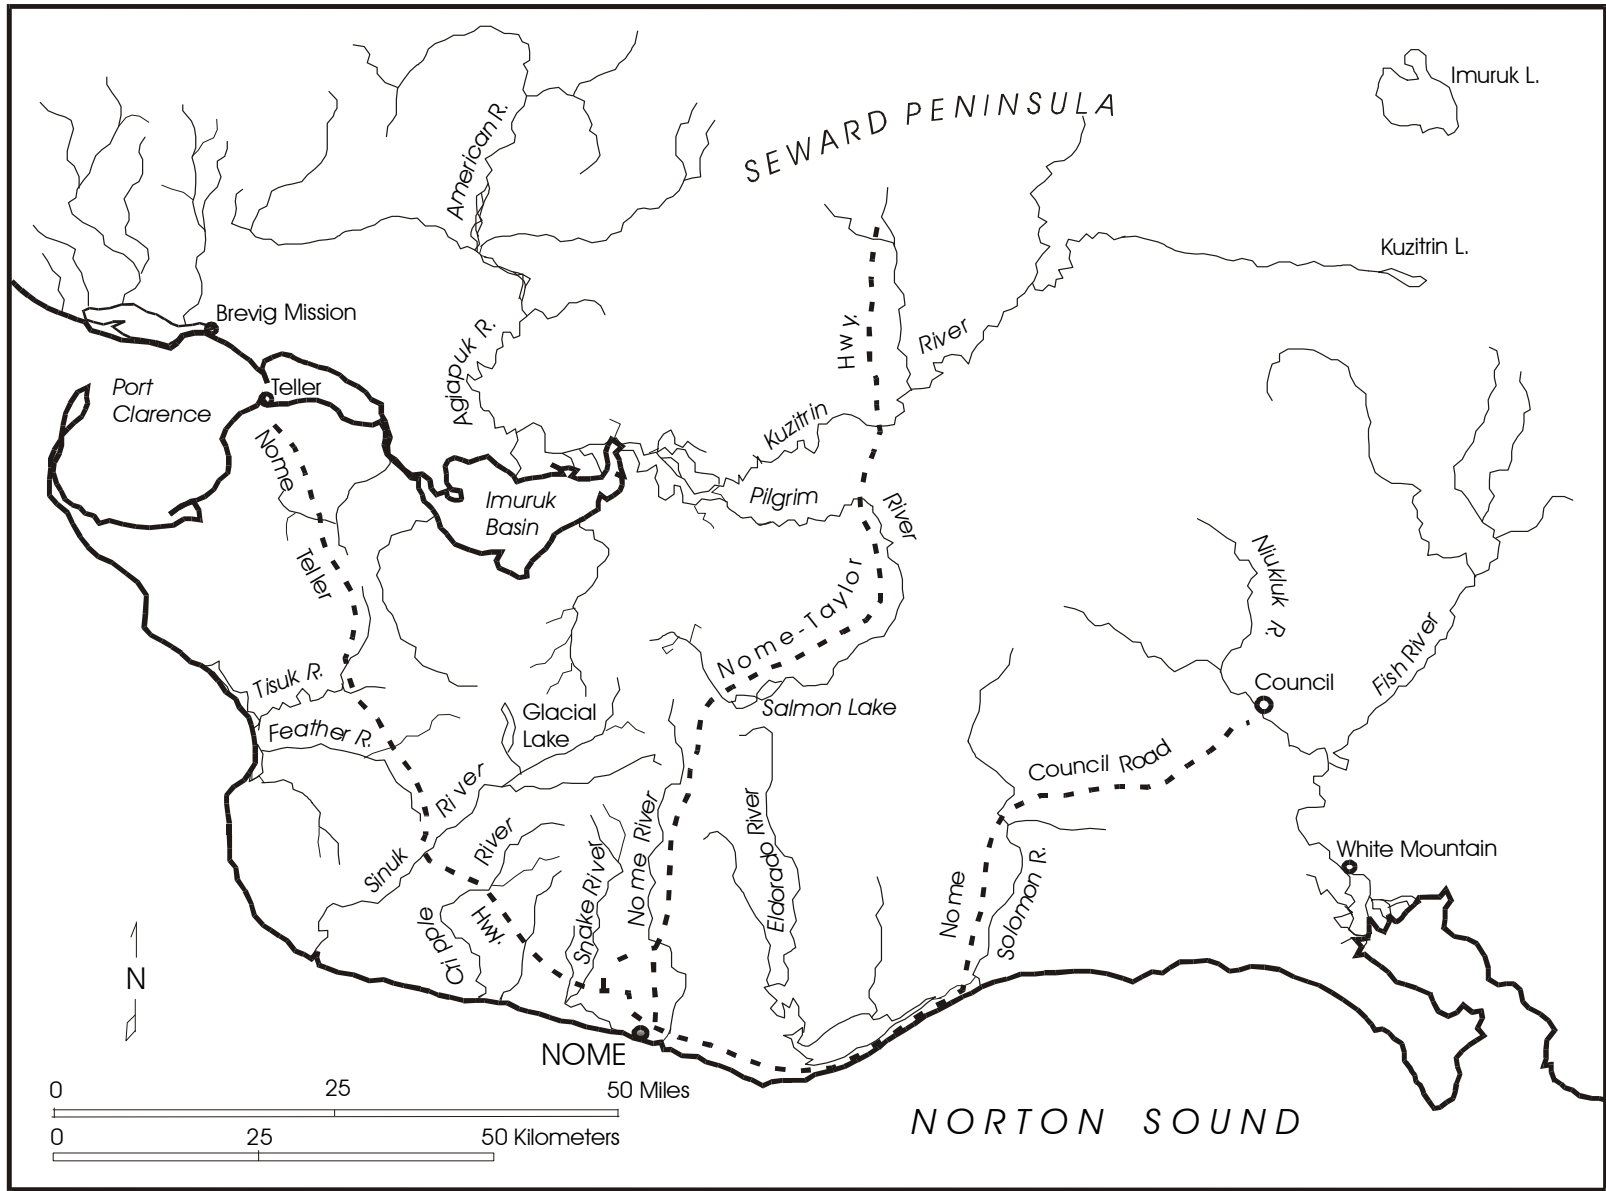 Imuruk L.
SEWARD PENINSULA
American R.
Kuzitrin L.
Brevig Mission
Hwy.
River
Agiapuk R.
Port
Clarence
Teller
Kuzitrin
Nome
Imuruk
Basin
Pilgrim
River
Teller
Niukluk R.
Nome-Taylor
Fish River
Tisuk R.
Council
Salmon Lake
Glacial
Lake
Feather R.
Council Road
River
Sinuk
River
Nome River
Eldorado River
White Mountain
Snake River
Nome
Solomon R.
Hwy.
Cripple
N
NOME
0 25 50 Miles
0 25 50 Kilometers
NORTON SOUND